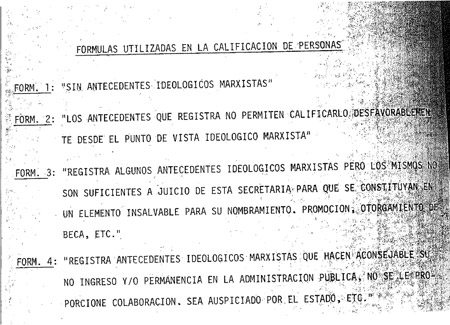 FORMULAS UTILIZADAS EN LA CALIFICACION DE PERSONAS
FORM. 1: "SIN ANTECEDENTES IDEOLOGICOS MARXISTAS"
FORM. 2: "LOS ANTECEDENTES QUE REGISTRA NO PERMITEN CALIFICARLO DESFAVORABLEMEN
TE DESDE EL PUNTO DE VISTA IDEOLOGICO MARXISTA"
FORM. 3: "REGISTRA ALGUNOS ANTECEDENTES IDEOLOGICOS MARXISTAS PERO LOS MISMOS NO
SON SUFICIENTES A JUICIO DE ESTA SECRETARIA PARA QUE SE CONSTITUYAN EN
UN ELEMENTO INSALVABLE PARA SU NOMBRAMIENTO. PROMOCION, OTORGAMIENTO DE
BECA, ETC."
FORM. 4: "REGISTRA ANTECEDENTES IDEOLOGICOS MARXISTAS QUE HACEN ACONSEJABLE SU
NO INGRESO Y/O PERMANENCIA EN LA ADMINISTRACION PUBLICA, NO SE LE PRO-
PORCIONE COLABORACION. SEA AUSPICIADO POR EL ESTADO, ETC."